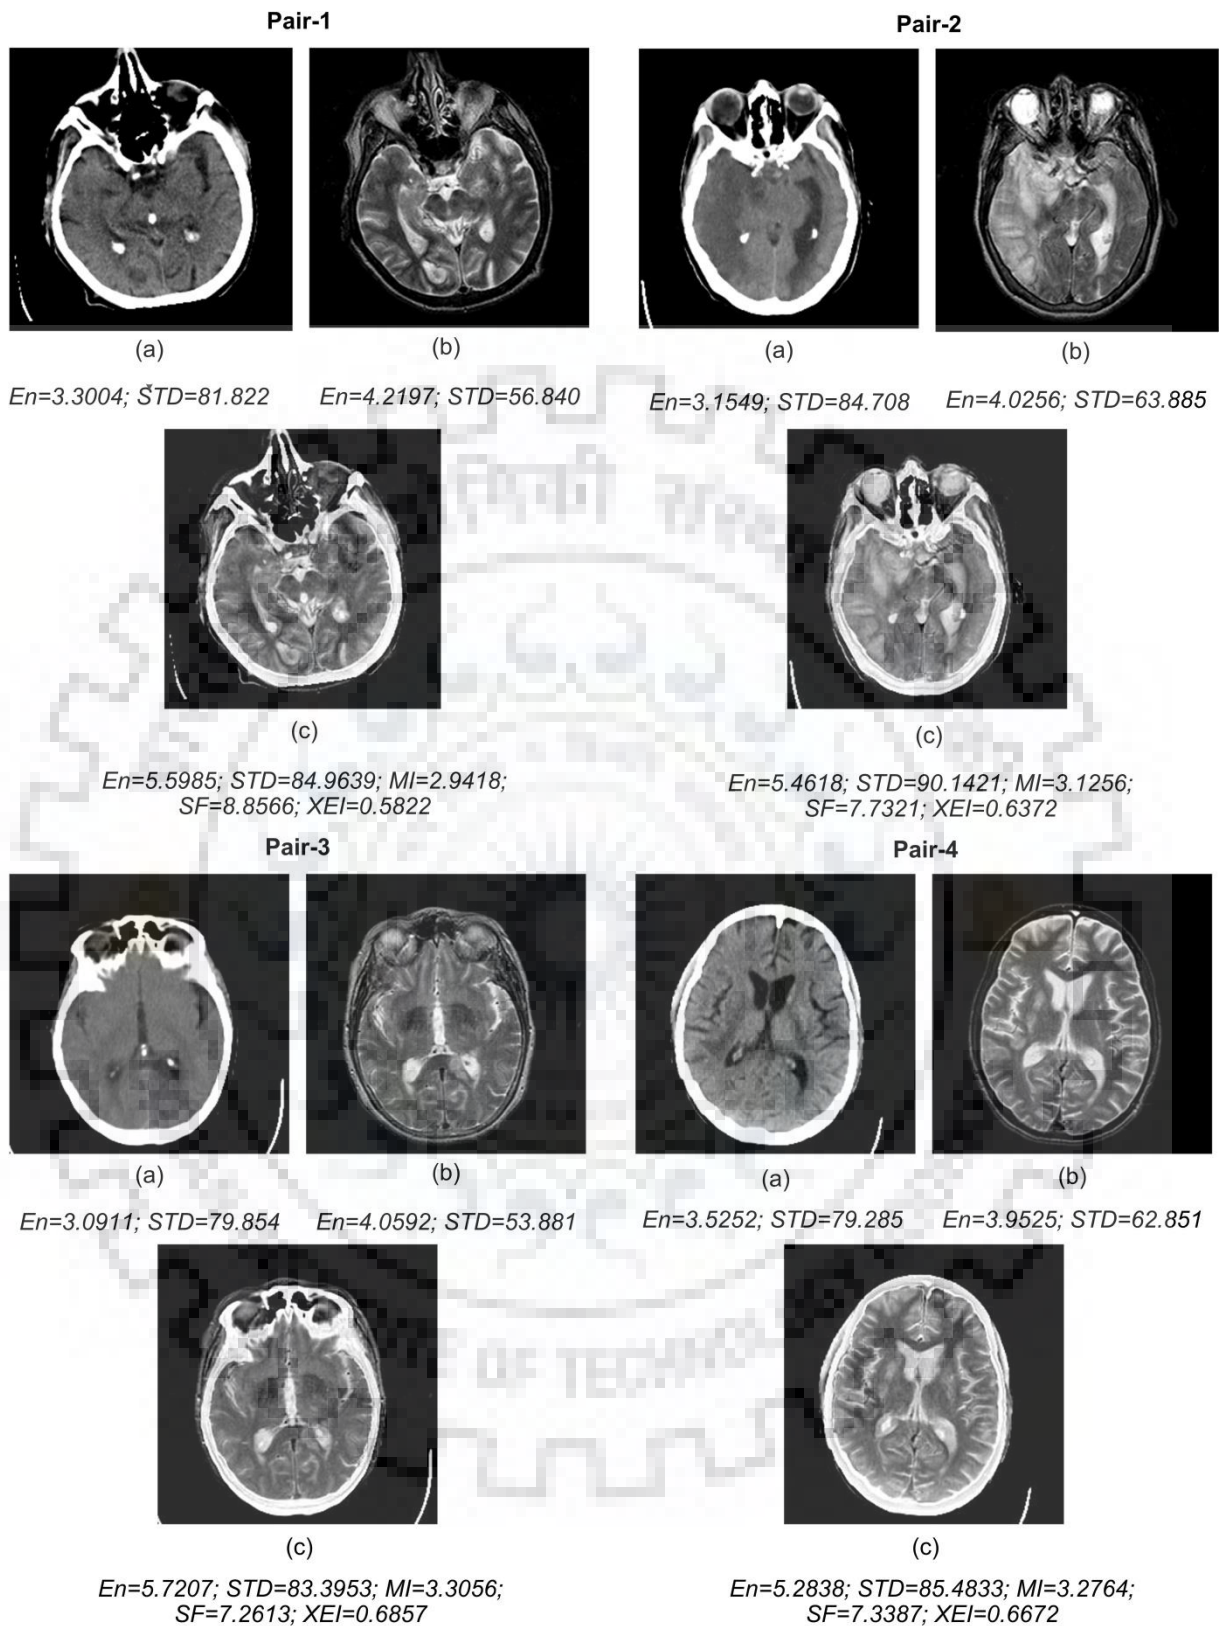 Pair-1
Pair-2
(a)
(b)
(a)
(b)
En=3.3004; STD=81.822
En=4.2197; STD=56.840
En=3.1549; STD=84.708
En=4.0256; STD=63.885
(c)
(c)
En=5.5985; STD=84.9639; MI=2.9418;
SF=8.8566; XEI=0.5822
En=5.4618; STD=90.1421; MI=3.1256;
SF=7.7321; XEI=0.6372
Pair-3
Pair-4
(a)
(b)
(a)
(b)
En=3.0911; STD=79.854
En=4.0592; STD=53.881
En=3.5252; STD=79.285
En=3.9525; STD=62.851
OF TECHNO
(c)
(c)
En=5.7207; STD=83.3953; MI=3.3056;
SF=7.2613; XEI=0.6857
En=5.2838; STD=85.4833; MI=3.2764;
SF=7.3387; XEI=0.6672